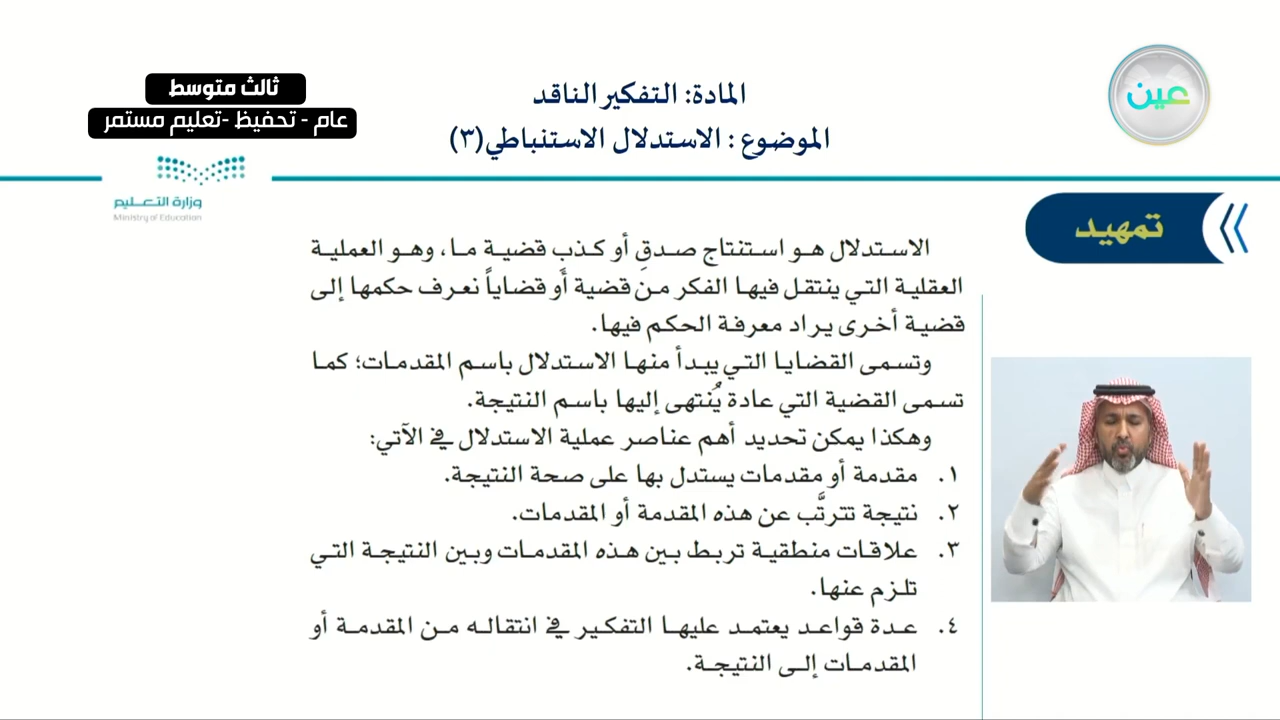 عين
المادة: التفكير الناقد
الموضوع : الاستدلال الاستنباطي(٣)
ثالث متوسط
عام - تحفيظ -تعليم مستمر
وزارة التعليم
Ministry of Education
تمهيد
الاستدلال هو استنتاج صدقِ أو كذبِ قضية ما، وهو العملية
العقلية التي ينتقل فيها الفكر من قضية أو قضاياً نعرف حكمها إلى
قضية أخرى يراد معرفة الحكم فيها.
وتسمى القضايا التي يبدأ منها الاستدلال باسم المقدمات؛ كما
تسمى القضية التي عادة يُنتهى إليها باسم النتيجة.
وهكذا يمكن تحديد أهم عناصر عملية الاستدلال في الآتي:
١. مقدمة أو مقدمات يستدل بها على صحة النتيجة.
٢. نتيجة تترتَّب عن هذه المقدمة أو المقدمات.
٣. علاقات منطقية تربط بين هذه المقدمات وبين النتيجة التي
تلزم عنها.
٤. عدة قواعد يعتمد عليها التفكير في انتقاله من المقدمة أو
المقدمات إلى النتيجة.